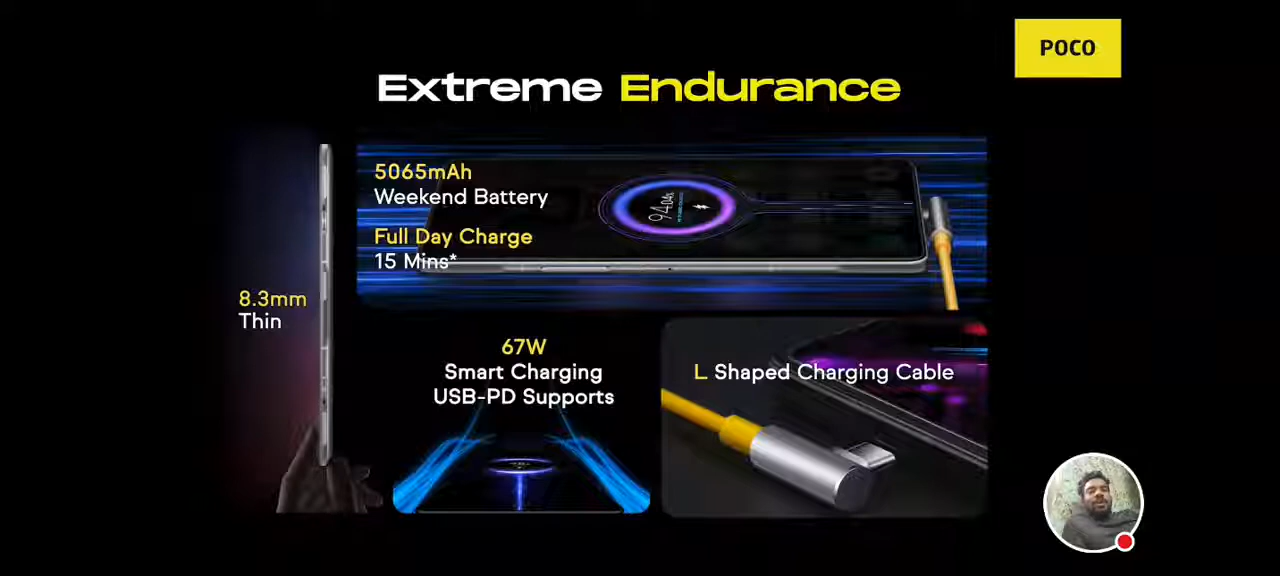 POCO
Extreme Endurance
5065mAh
Weekend Battery
Full Day Charge
15 Mins*
8.3mm
Thin
67W
Smart Charging
USB-PD Supports
L Shaped Charging Cable